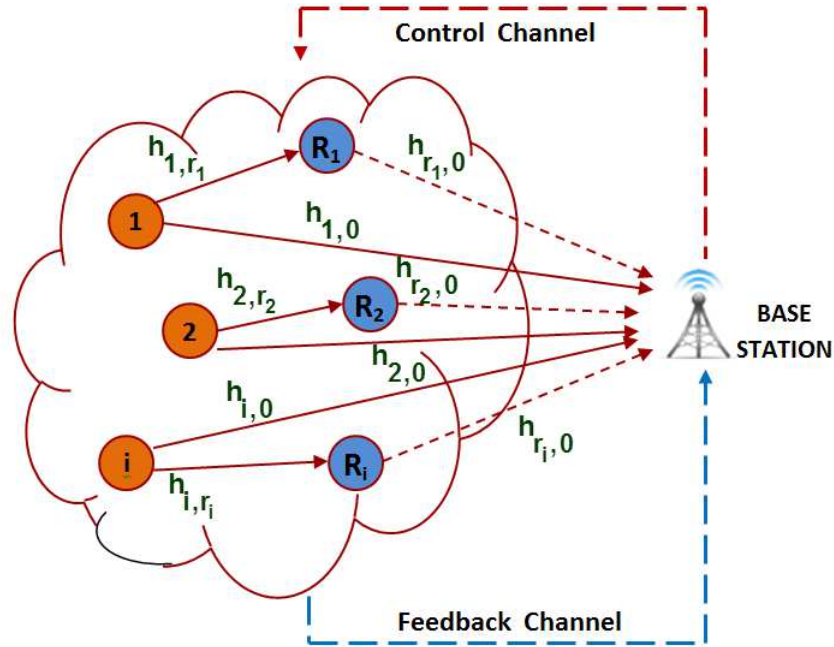 Control Channel
h1,r1
R1
hr1,0
1
h1,0
h2,r2
R2
hr2,0
2
BASE
STATION
h2,0
hi,0
i
Ri
hri,0
hi,ri
Feedback Channel